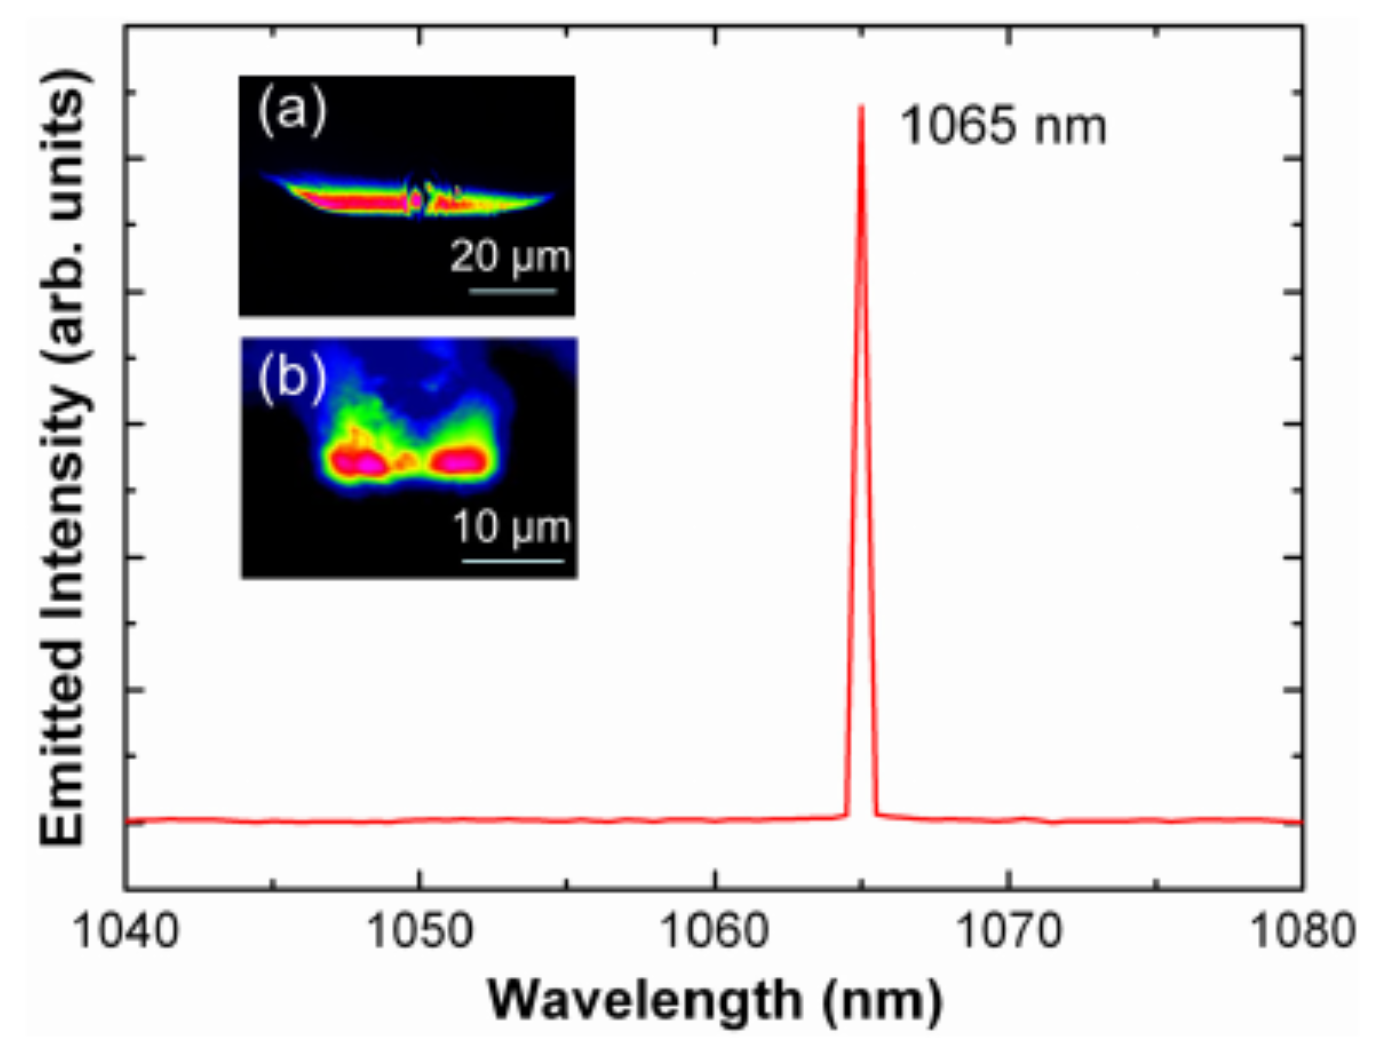 Emitted Intensity (arb. units)
(a)
20 μm
(b)
10 μm
1065 nm
1040 1050 1060 1070 1080
Wavelength (nm)